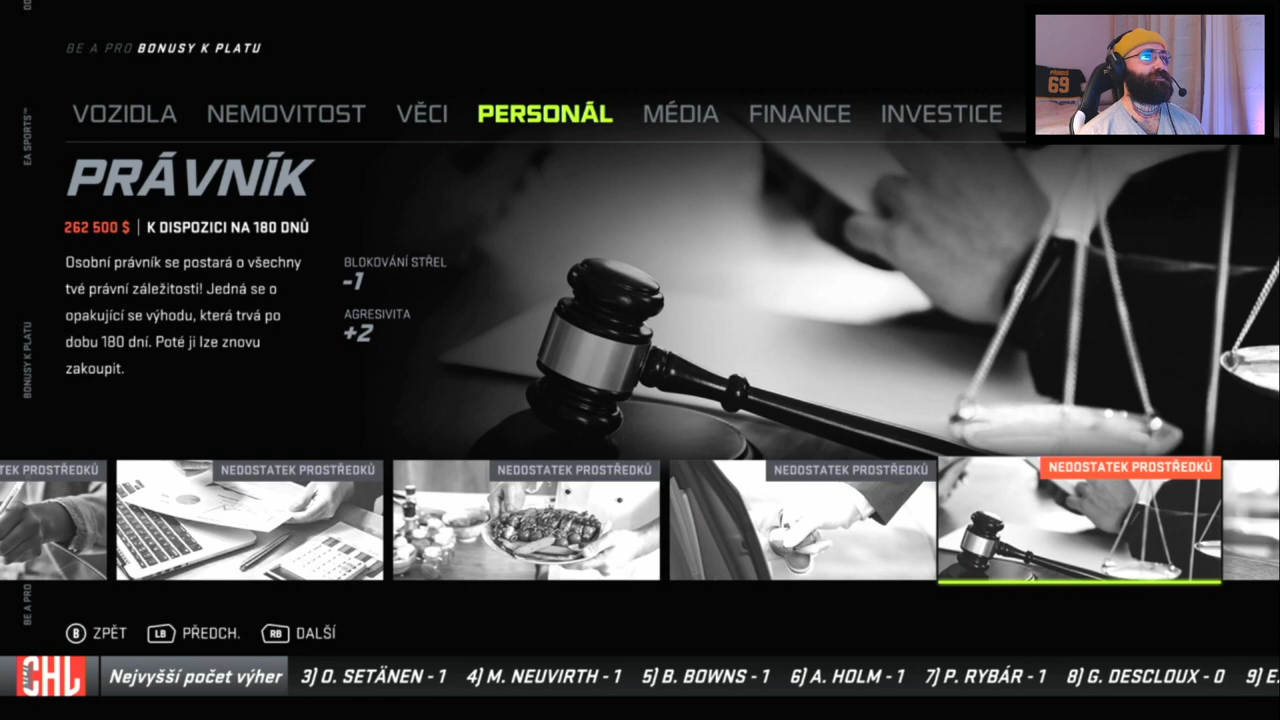 BE A PRO BONUSY K PLATU
VOZIDLA NEMOVITOST VĚCI PERSONÁL MÉDIA FINANCE INVESTICE
69
EA SPORTS™
PRÁVNÍK
262 500 $ | K DISPOZICI NA 180 DNŮ
Osobní právník se postará o všechny
tvé právní záležitosti! Jedná se o
opakující se výhodu, která trvá po
dobu 180 dní. Poté ji lze znovu
zakoupit.
BLOKOVÁNÍ STŘEL
-1
AGRESIVITA
+2
BONUSY K PLATU
TEK PROSTŘEDKŮ
NEDOSTATEK PROSTŘEDKŮ
NEDOSTATEK PROSTŘEDKŮ
NEDOSTATEK PROSTŘEDKŮ
NEDOSTATEK PROSTŘEDKŮ
BE A PRO
B ZPĚT LB PŘEDCH. RB DALŠÍ
CHL Nejvyšší počet výher 3) O. SETÄNEN - 1 4) M. NEUVIRTH - 1 5) B. BOWNS - 1 6) A. HOLM - 1 7) P. RYBÁR - 1 8) G. DESCLOUX - 0 9) E.